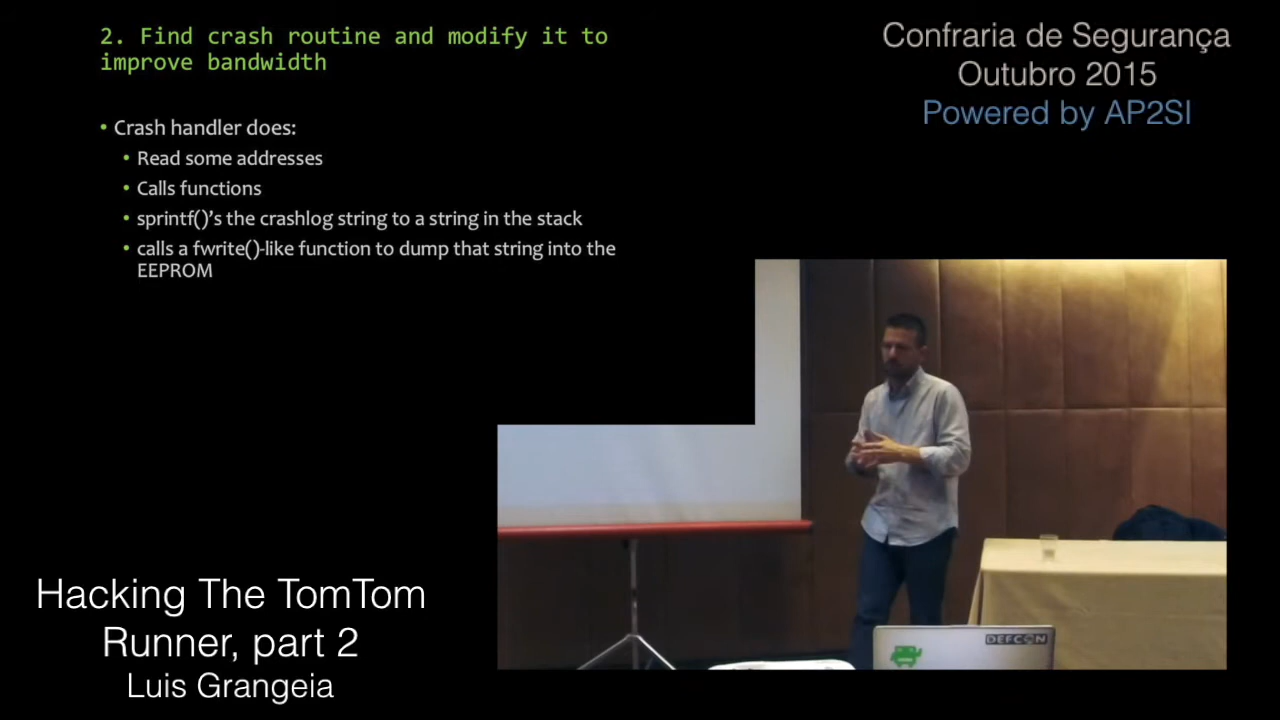 2. Find crash routine and modify it to
improve bandwidth
• Crash handler does:
• Read some addresses
• Calls functions
• sprintf()'s the crashlog string to a string in the stack
• calls a fwrite()-like function to dump that string into the
EEPROM
Confraria de Segurança
Outubro 2015
Powered by AP2SI
Hacking The TomTom
Runner, part 2
Luis Grangeia
DEFCON